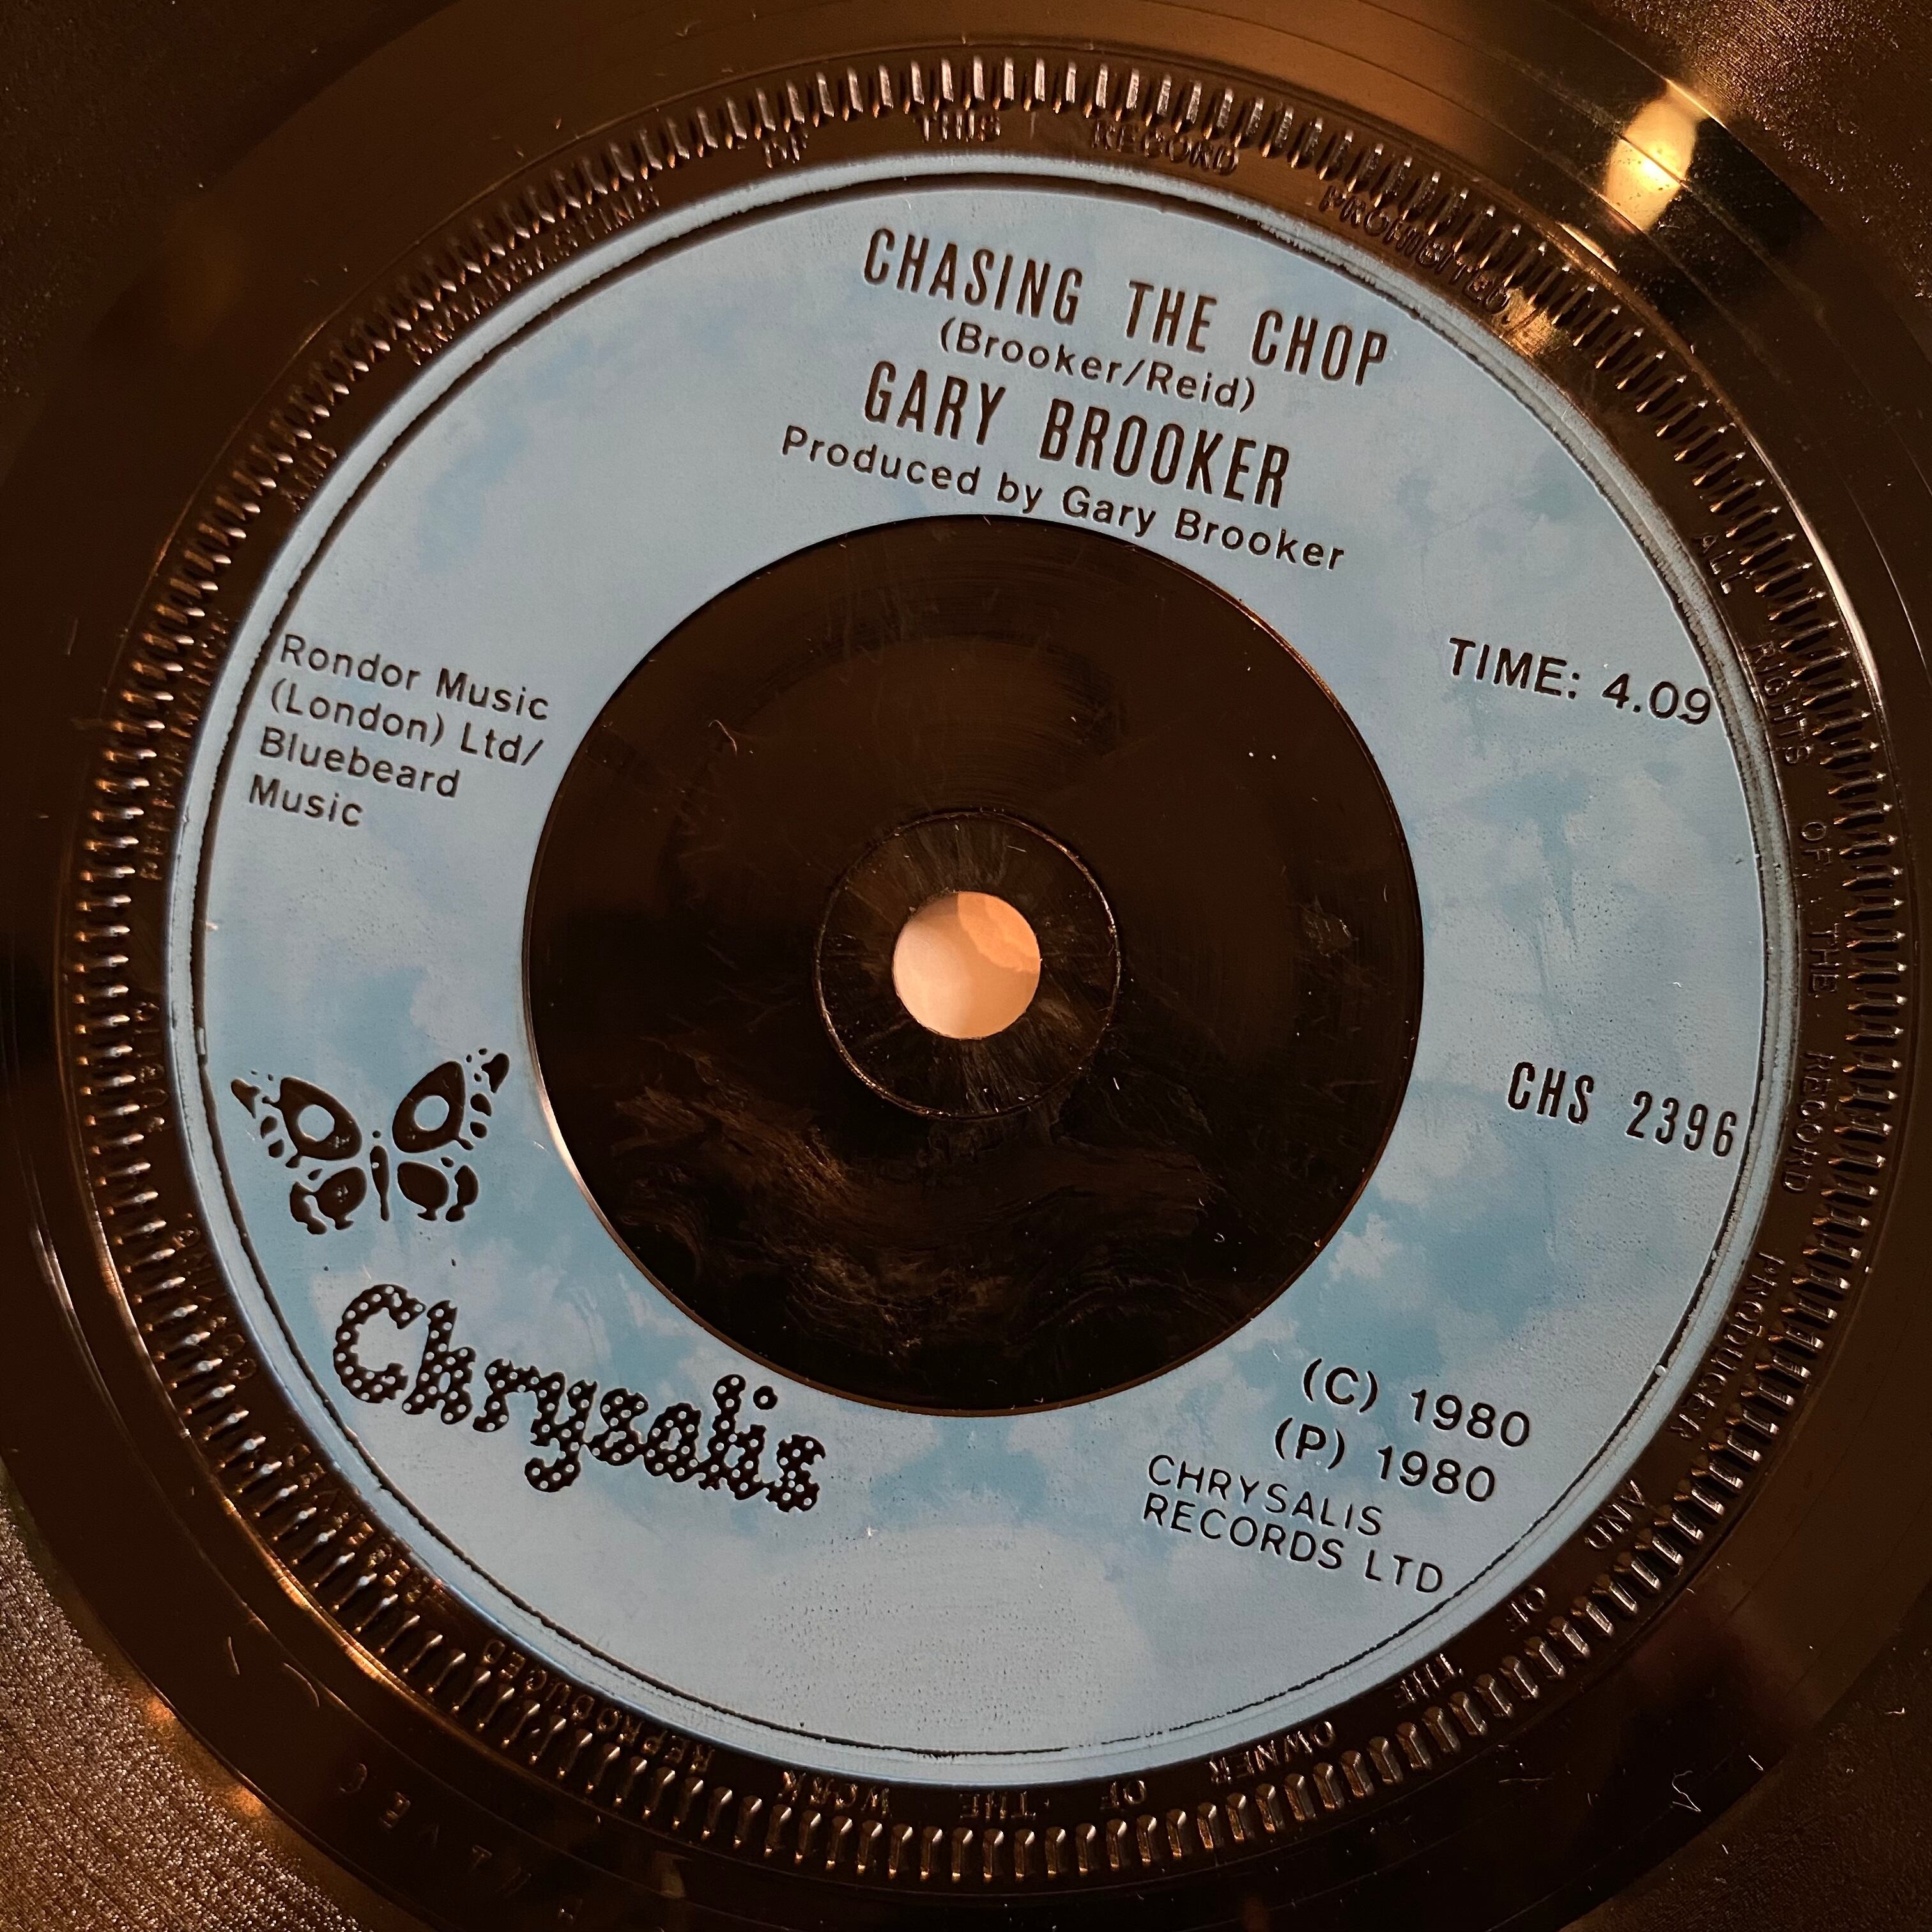 CHASING THE CHOP
(Brooker/Reid)
GARY BROOKER
Produced by Gary Brooker
Rondor Music
(London) Ltd/
Bluebeard
Music
TIME: 4.09
CHS 2396
Chrysalis
(C) 1980
(P) 1980
CHRYSALIS
RECORDS LTD
ALL RIGHTS OF THE RECORD PRODUCER AND OF THE OWNER OF THE WORK REPRODUCED RESERVED
OF THIS RECORD PROHIBITED